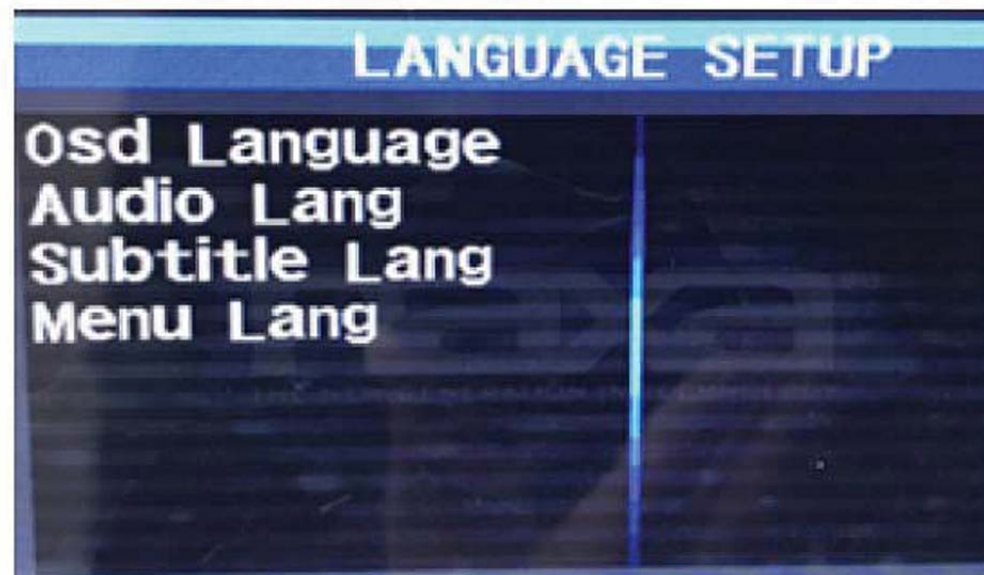 LANGUAGE SETUP
Osd Language
Audio Lang
Subtitle Lang
Menu Lang